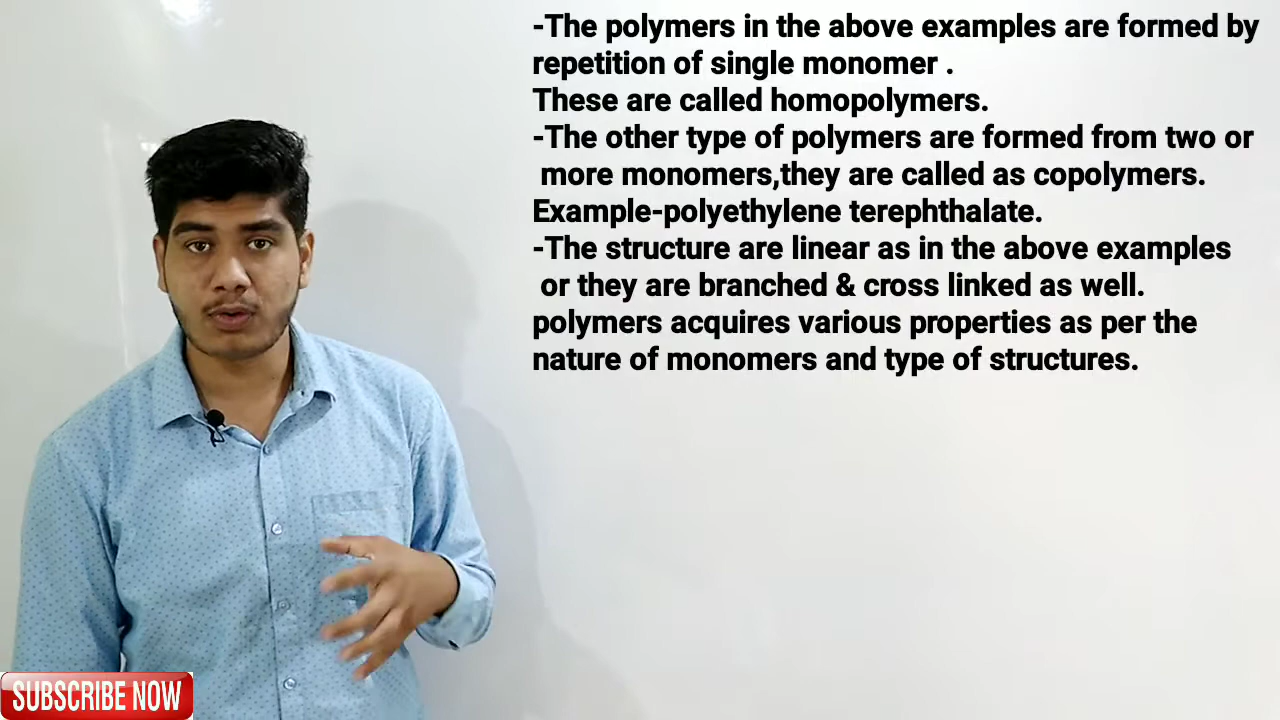 -The polymers in the above examples are formed by
repetition of single monomer .
These are called homopolymers.
-The other type of polymers are formed from two or
more monomers,they are called as copolymers.
Example-polyethylene terephthalate.
-The structure are linear as in the above examples
or they are branched & cross linked as well.
polymers acquires various properties as per the
nature of monomers and type of structures.
SUBSCRIBE NOW